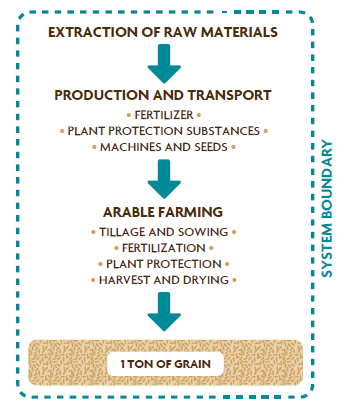 EXTRACTION OF RAW MATERIALS
PRODUCTION AND TRANSPORT
• FERTILIZER •
• PLANT PROTECTION SUBSTANCES •
• MACHINES AND SEEDS •
ARABLE FARMING
• TILLAGE AND SOWING •
• FERTILIZATION •
• PLANT PROTECTION •
• HARVEST AND DRYING •
1 TON OF GRAIN
SYSTEM BOUNDARY